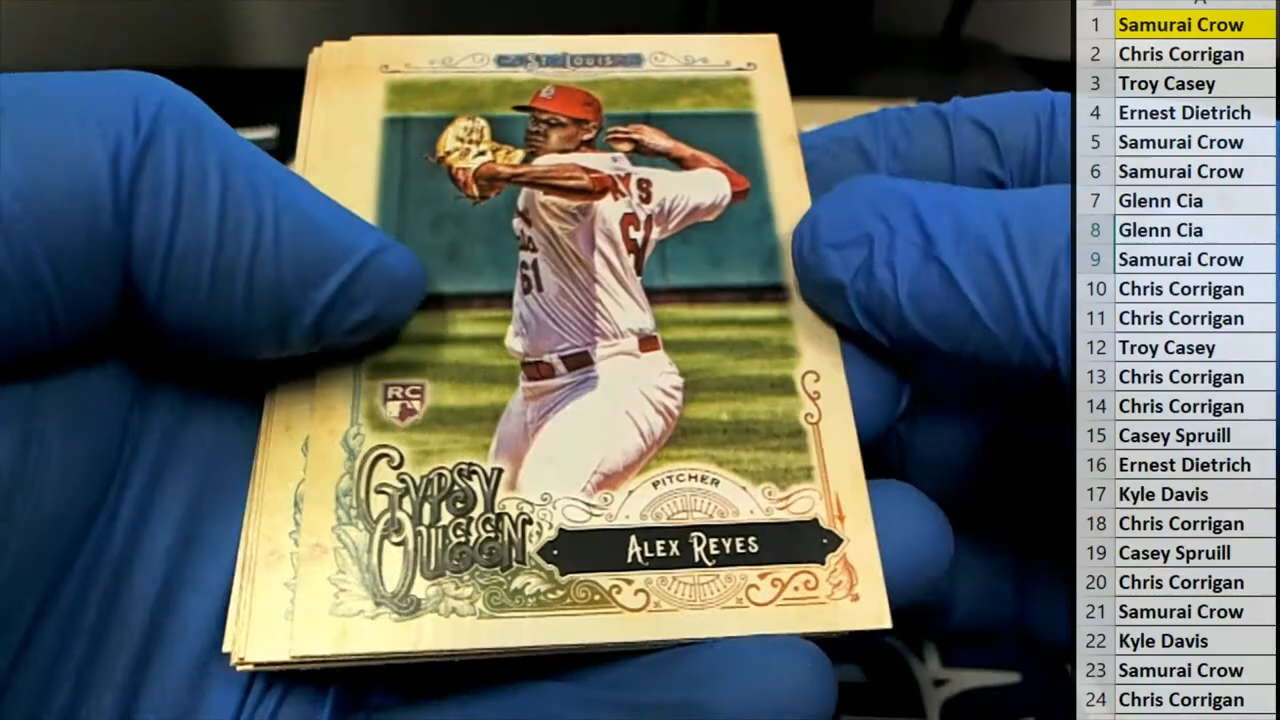 St. Louis
YS
61
61
RC
Gypsy
Queen
PITCHER
Alex Reyes
A
1 Samurai Crow
2 Chris Corrigan
3 Troy Casey
4 Ernest Dietrich
5 Samurai Crow
6 Samurai Crow
7 Glenn Cia
8 Glenn Cia
9 Samurai Crow
10 Chris Corrigan
11 Chris Corrigan
12 Troy Casey
13 Chris Corrigan
14 Chris Corrigan
15 Casey Spruill
16 Ernest Dietrich
17 Kyle Davis
18 Chris Corrigan
19 Casey Spruill
20 Chris Corrigan
21 Samurai Crow
22 Kyle Davis
23 Samurai Crow
24 Chris Corrigan